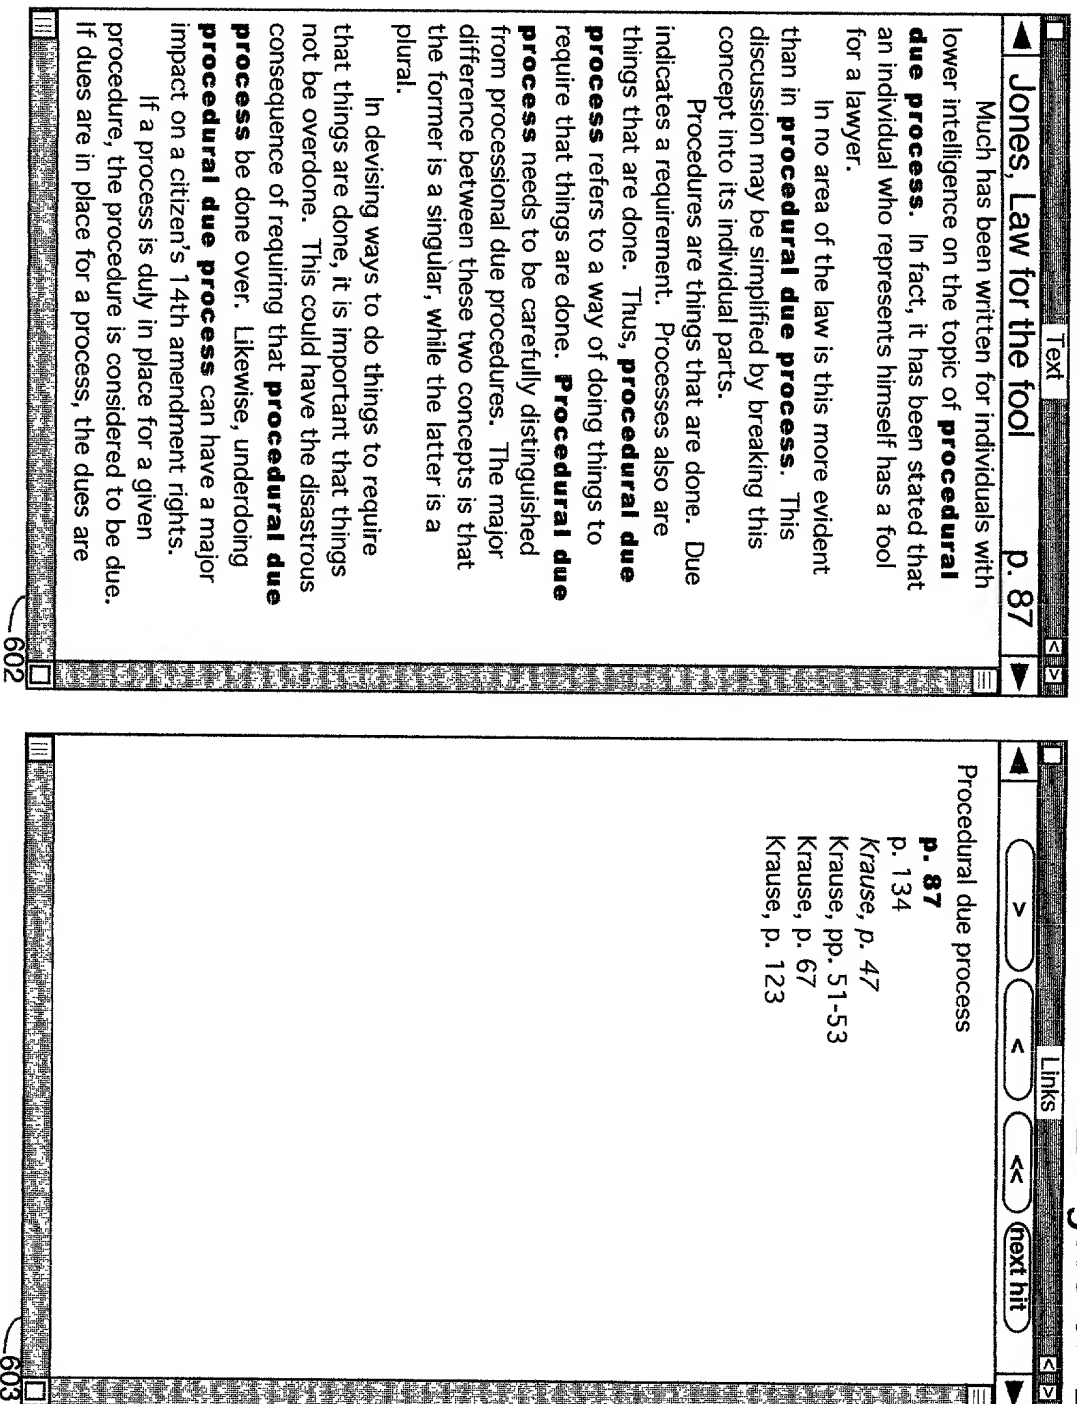 Text
Jones, Law for the fool p. 87
Much has been written for individuals with
lower intelligence on the topic of procedural
due process. In fact, it has been stated that
an individual who represents himself has a fool
for a lawyer.
In no area of the law is this more evident
than in procedural due process. This
discussion may be simplified by breaking this
concept into its individual parts.
Procedures are things that are done. Due
indicates a requirement. Processes also are
things that are done. Thus, procedural due
process refers to a way of doing things to
require that things are done. Procedural due
process needs to be carefully distinguished
from processional due procedures. The major
difference between these two concepts is that
the former is a singular, while the latter is a
plural.
In devising ways to do things to require
that things are done, it is important that things
not be overdone. This could have the disastrous
consequence of requiring that procedural due
process be done over. Likewise, underdoing
procedural due process can have a major
impact on a citizen's 14th amendment rights.
If a process is duly in place for a given
procedure, the procedure is considered to be due.
If dues are in place for a process, the dues are
602
Links
> < << next hit
Procedural due process
p. 87
p. 134
Krause, p. 47
Krause, pp. 51-53
Krause, p. 67
Krause, p. 123
603